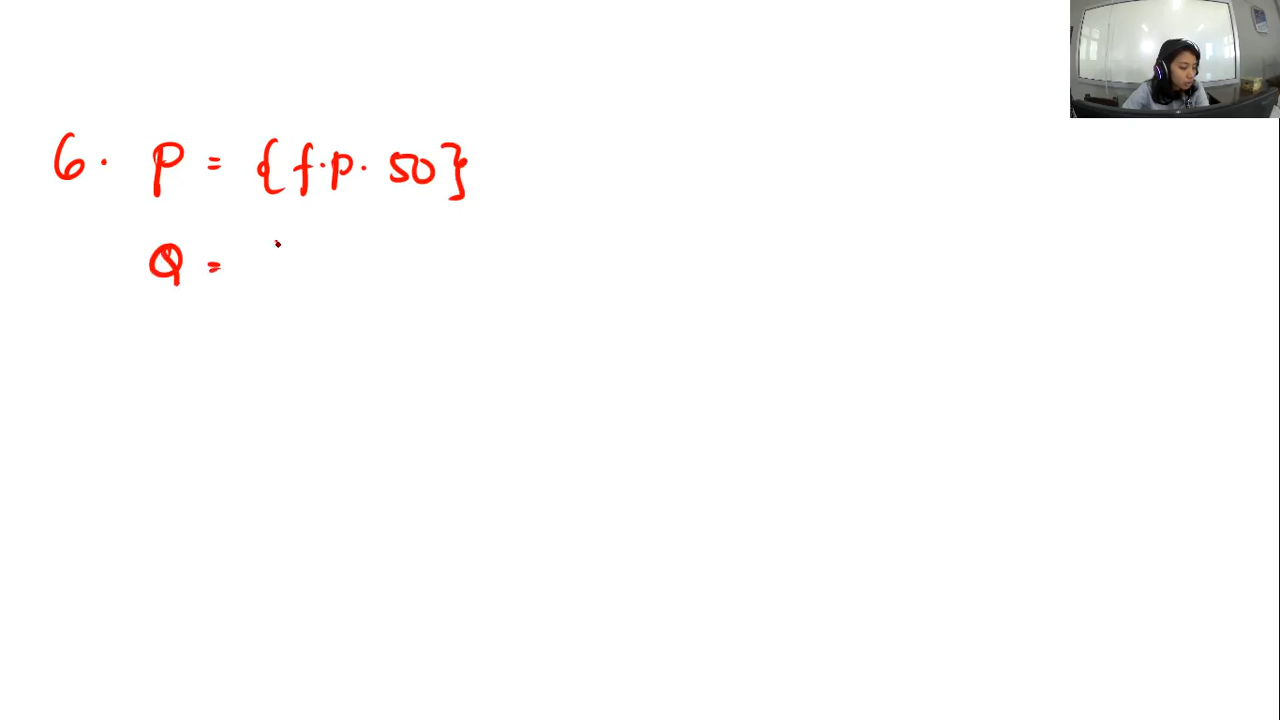 6. P = {f.p. 50}
Q =